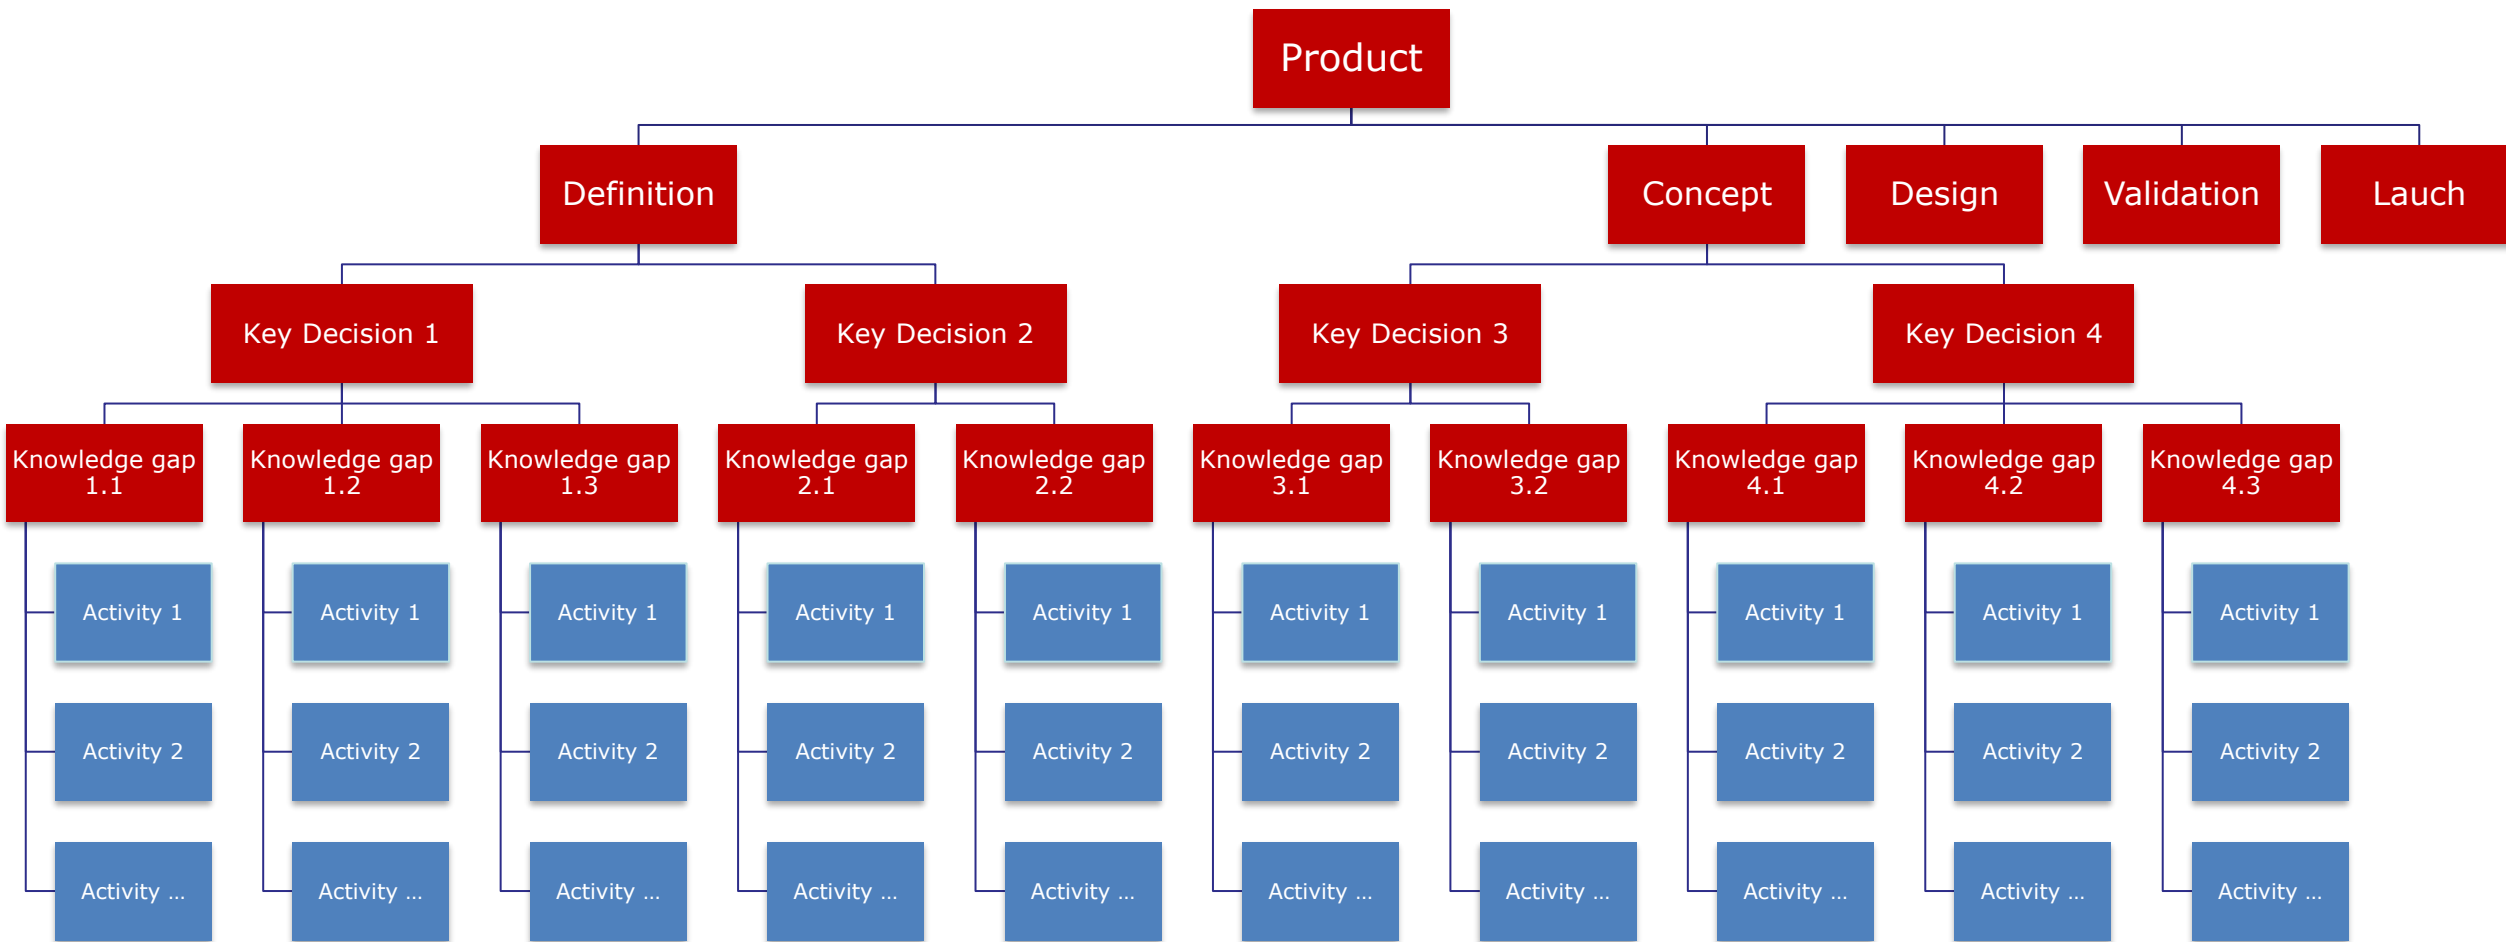 Product
Definition
Concept
Design
Validation
Lauch
Key Decision 1
Key Decision 2
Key Decision 3
Key Decision 4
Knowledge gap
1.1
Knowledge gap
1.2
Knowledge gap
1.3
Knowledge gap
2.1
Knowledge gap
2.2
Knowledge gap
3.1
Knowledge gap
3.2
Knowledge gap
4.1
Knowledge gap
4.2
Knowledge gap
4.3
Activity 1
Activity 1
Activity 1
Activity 1
Activity 1
Activity 1
Activity 1
Activity 1
Activity 1
Activity 1
Activity 2
Activity 2
Activity 2
Activity 2
Activity 2
Activity 2
Activity 2
Activity 2
Activity 2
Activity 2
Activity ...
Activity ...
Activity ...
Activity ...
Activity ...
Activity ...
Activity ...
Activity ...
Activity ...
Activity ...